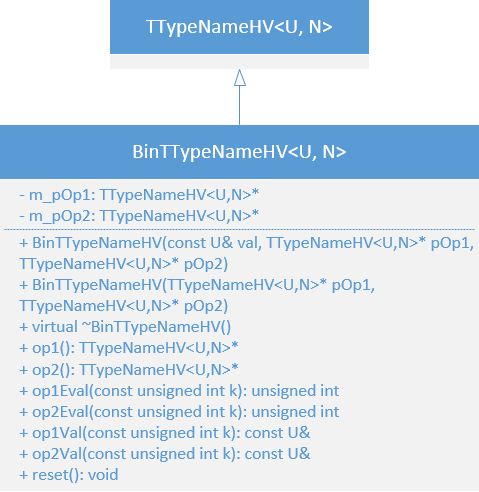 TTypeNameHV<U, N>
BinTTypeNameHV<U, N>
- m_pOp1: TTypeNameHV<U,N>*
- m_pOp2: TTypeNameHV<U,N>*
+ BinTTypeNameHV(const U& val, TTypeNameHV<U,N>* pOp1,
TTypeNameHV<U,N>* pOp2)
+ BinTTypeNameHV(TTypeNameHV<U,N>* pOp1,
TTypeNameHV<U,N>* pOp2)
+ virtual ~BinTTypeNameHV()
+ op1(): TTypeNameHV<U,N>*
+ op2(): TTypeNameHV<U,N>*
+ op1Eval(const unsigned int k): unsigned int
+ op2Eval(const unsigned int k): unsigned int
+ op1Val(const unsigned int k): const U&
+ op2Val(const unsigned int k): const U&
+ reset(): void